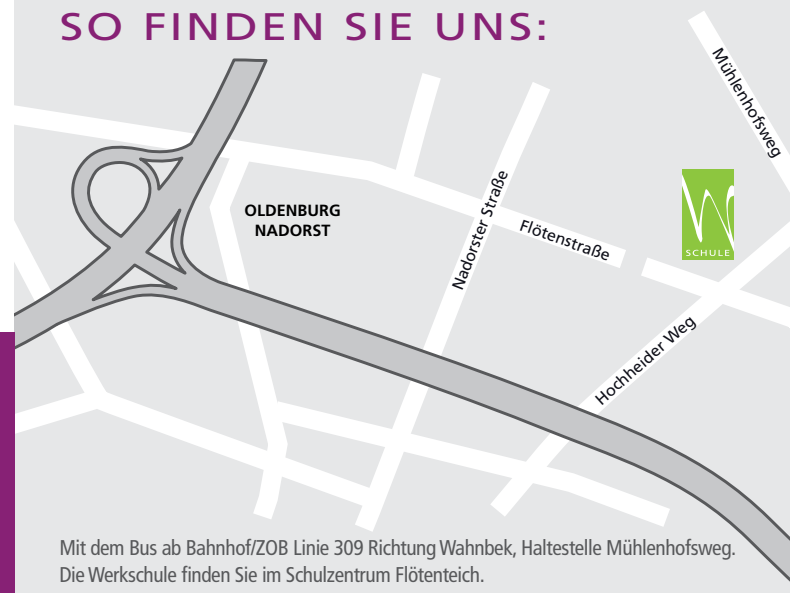 SO FINDEN SIE UNS:
Mühlenhofsweg
OLDENBURG
NADORST
Nadorster Straße
Flötenstraße
W
SCHULE
Hochheider Weg
Mit dem Bus ab Bahnhof/ZOB Linie 309 Richtung Wahnbek, Haltestelle Mühlenhofsweg.
Die Werkschule finden Sie im Schulzentrum Flötenteich.